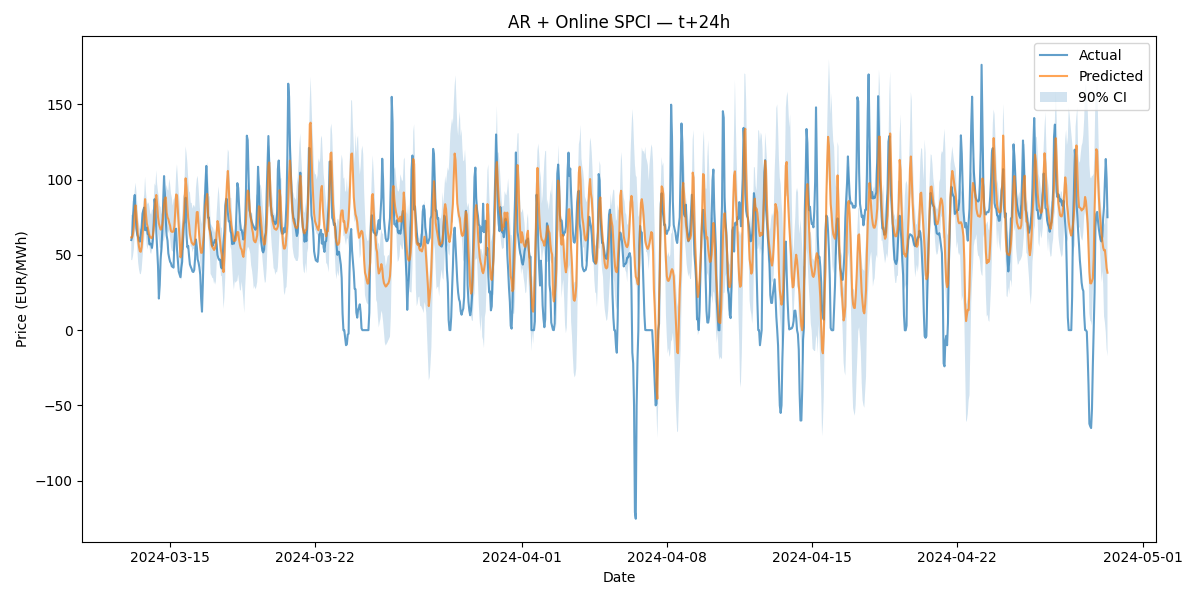 AR + Online SPCI — t+24h
Actual
Predicted
90% CI
Price (EUR/MWh)
150
100
50
0
−50
−100
2024-03-15
2024-03-22
2024-04-01
2024-04-08
2024-04-15
2024-04-22
2024-05-01
Date